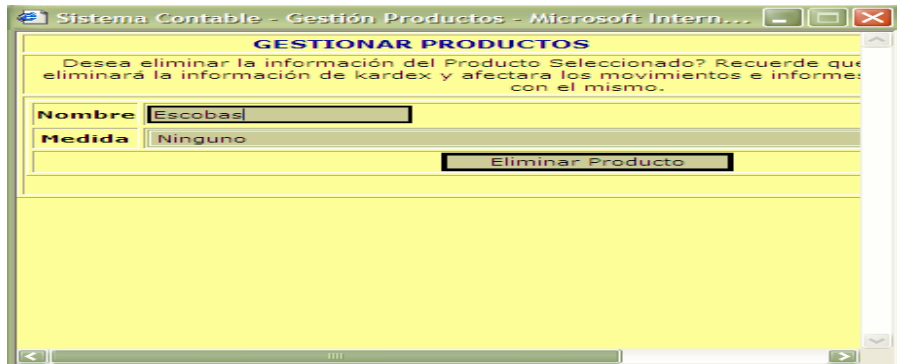 Sistema Contable - Gestión Productos - Microsoft Intern...
GESTIONAR PRODUCTOS
Desea eliminar la información del Producto Seleccionado? Recuerde que
eliminará la información de kardex y afectara los movimientos e informes
con el mismo.
Nombre Escobas
Medida Ninguno
Eliminar Producto